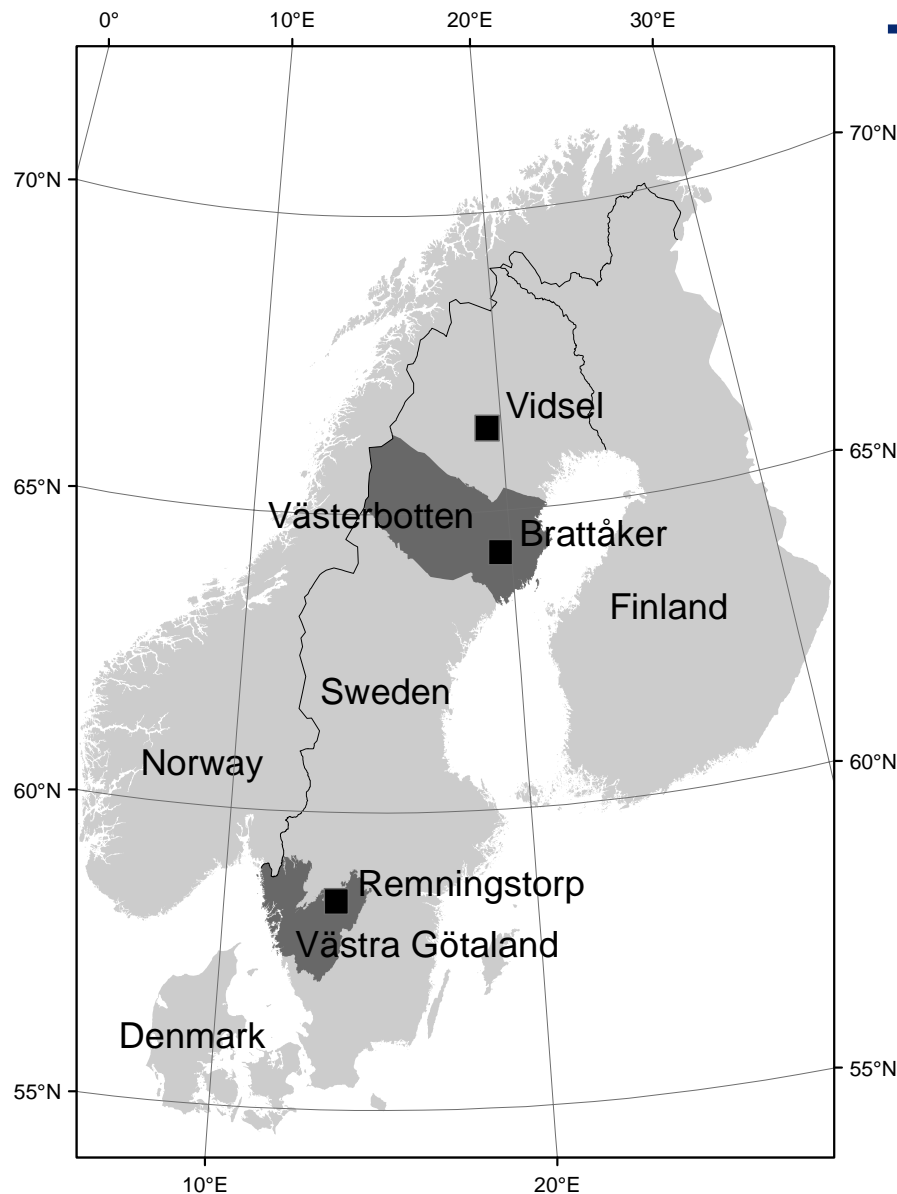 0°
10°E
20°E
30°E
70°N
70°N
Vidsel
65°N
65°N
Västerbotten
Brattåker
Finland
Sweden
Norway
60°N
60°N
Remningstorp
Västra Götaland
Denmark
55°N
55°N
10°E
20°E